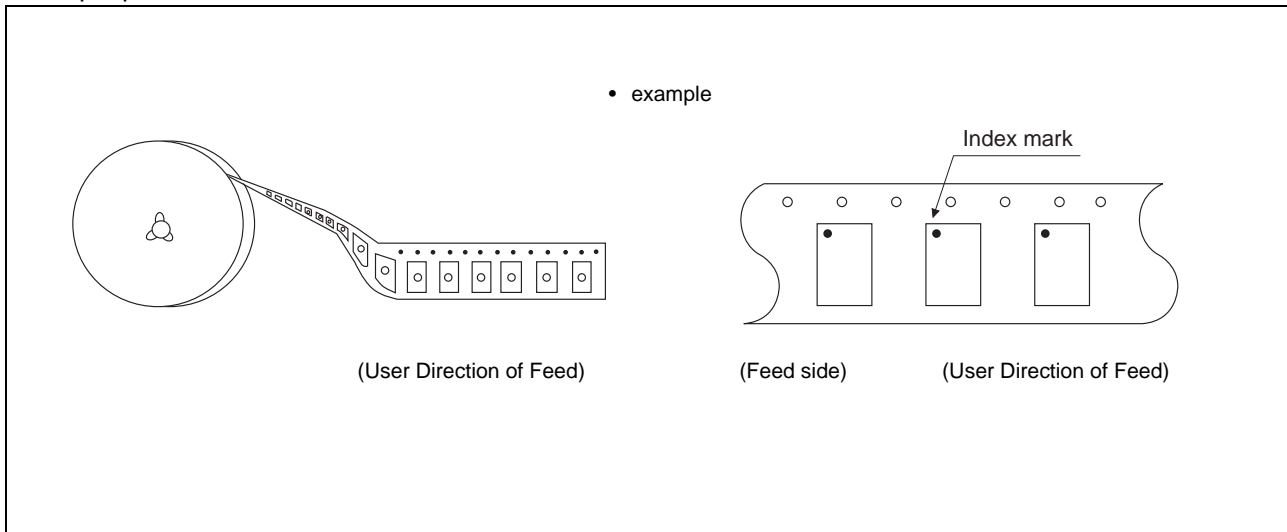 • example
Index mark
(User Direction of Feed)
(Feed side)
(User Direction of Feed)